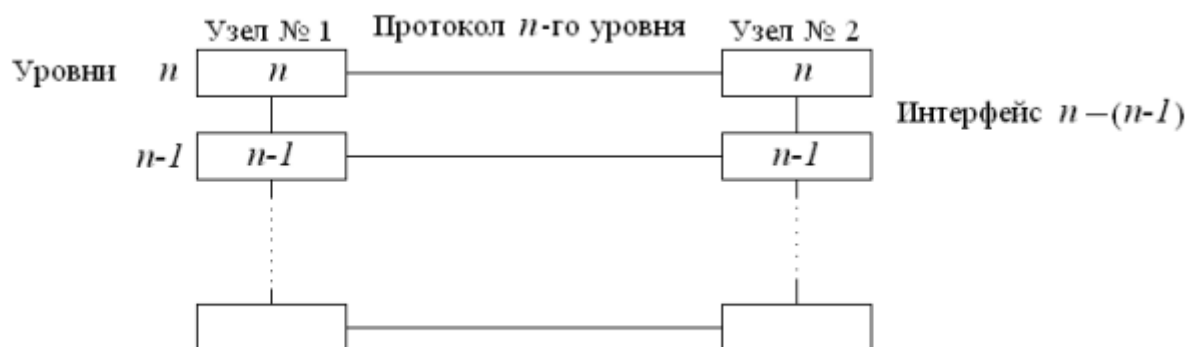 Узел № 1 Протокол n-го уровня Узел № 2
Уровни n n n
Интерфейс n – (n-1)
n-1 n-1 n-1